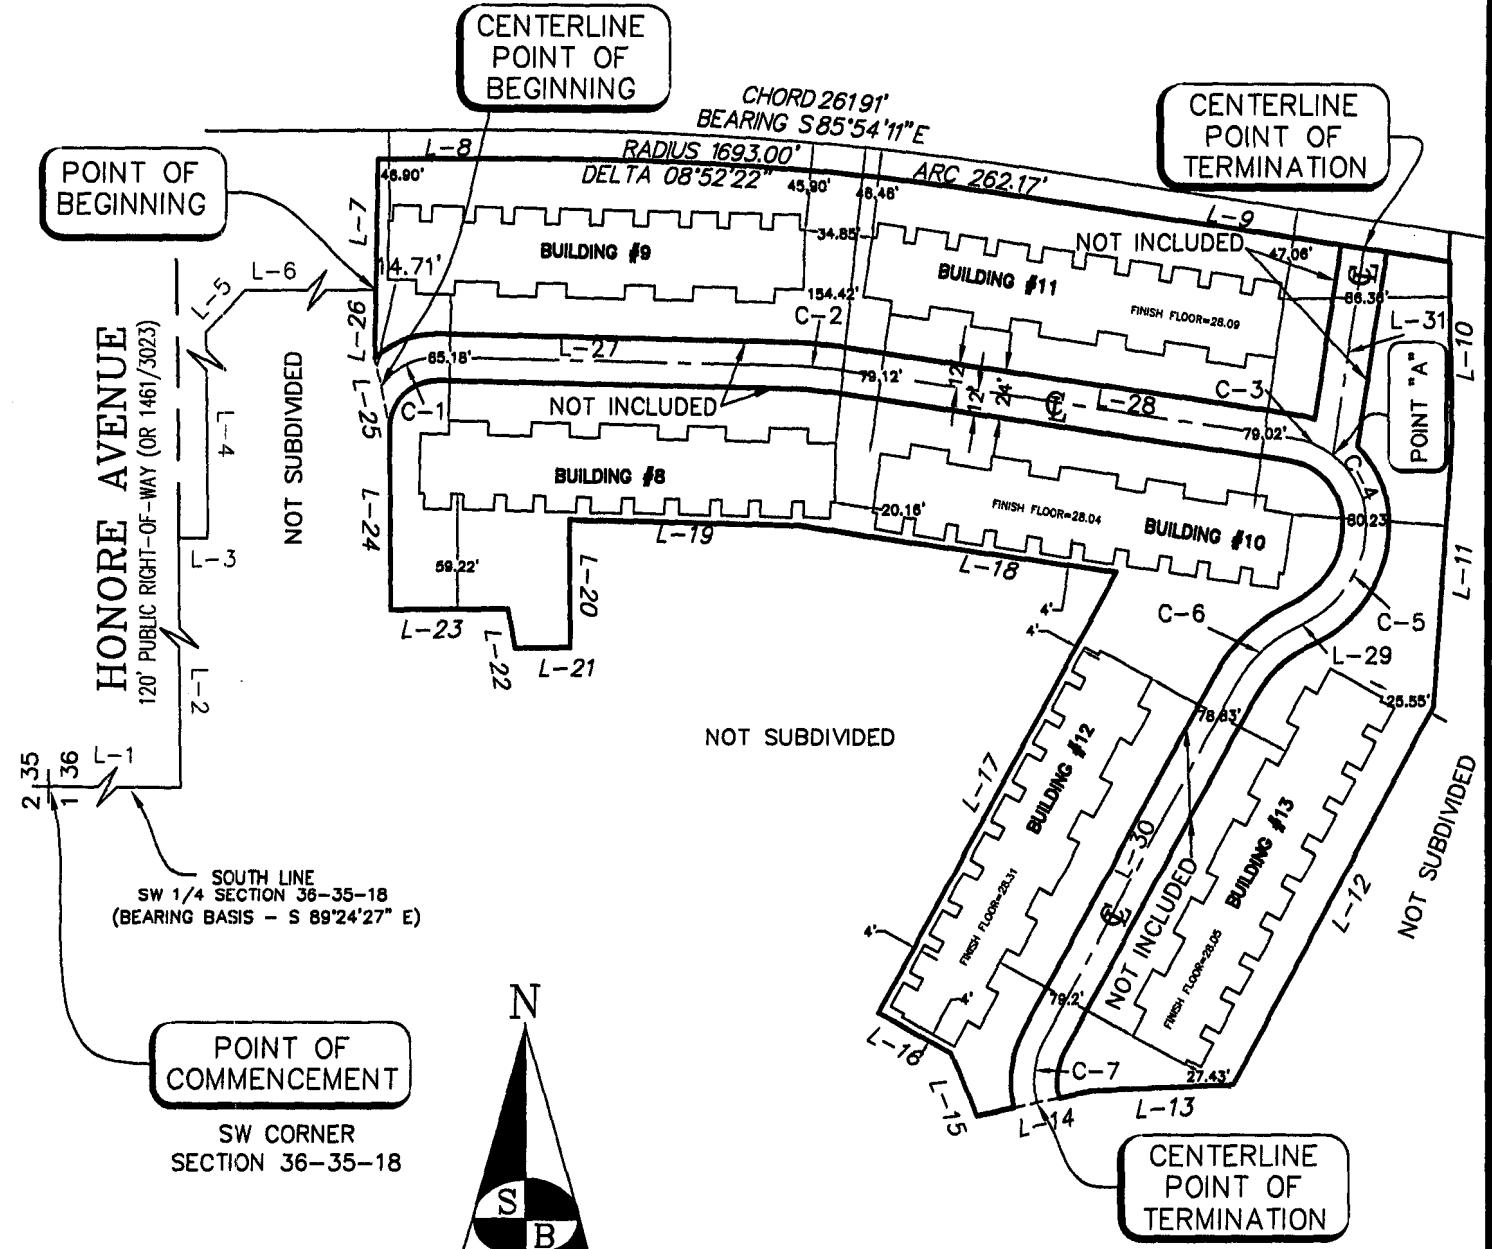 CENTERLINE
POINT OF
BEGINNING
CHORD 261.91'
BEARING S 85°54'11" E
RADIUS 1693.00'
DELTA 08°52'22"
ARC 262.17'
CENTERLINE
POINT OF
TERMINATION
POINT OF
BEGINNING
L-8
46.90'
45.90'
46.46'
L-9
L-7
34.85'
NOT INCLUDED
47.06'
BUILDING #9
14.71'
BUILDING #11
L-6
L-5
154.42'
86.36'
FINISH FLOOR=28.09
C-2
L-31
L-10
L-26
L-27
65.18'
79.12'
12'
12'
24'
L-28
C-3
POINT "A"
HONORE AVENUE
120' PUBLIC RIGHT-OF-WAY (OR 1461/3023)
NOT SUBDIVIDED
L-4
L-25
C-1
NOT INCLUDED
79.02'
C-4
BUILDING #8
L-24
20.16'
FINISH FLOOR=28.04
BUILDING #10
80.23'
L-3
L-19
L-18
59.22'
L-20
4'
4'
L-11
C-6
C-5
L-23
L-22
L-21
L-29
L-2
25.55'
78.83'
NOT SUBDIVIDED
BUILDING #12
L-17
NOT SUBDIVIDED
35
36
2
1
L-1
L-30
BUILDING #13
SOUTH LINE
SW 1/4 SECTION 36-35-18
(BEARING BASIS - S 89°24'27" E)
FINISH FLOOR=28.31
L-12
4'
NOT INCLUDED
FINISH FLOOR=28.05
79.2'
4'
L-16
N
POINT OF
COMMENCEMENT
SW CORNER
SECTION 36-35-18
C-7
27.43'
L-15
L-14
L-13
CENTERLINE
POINT OF
TERMINATION
S
B